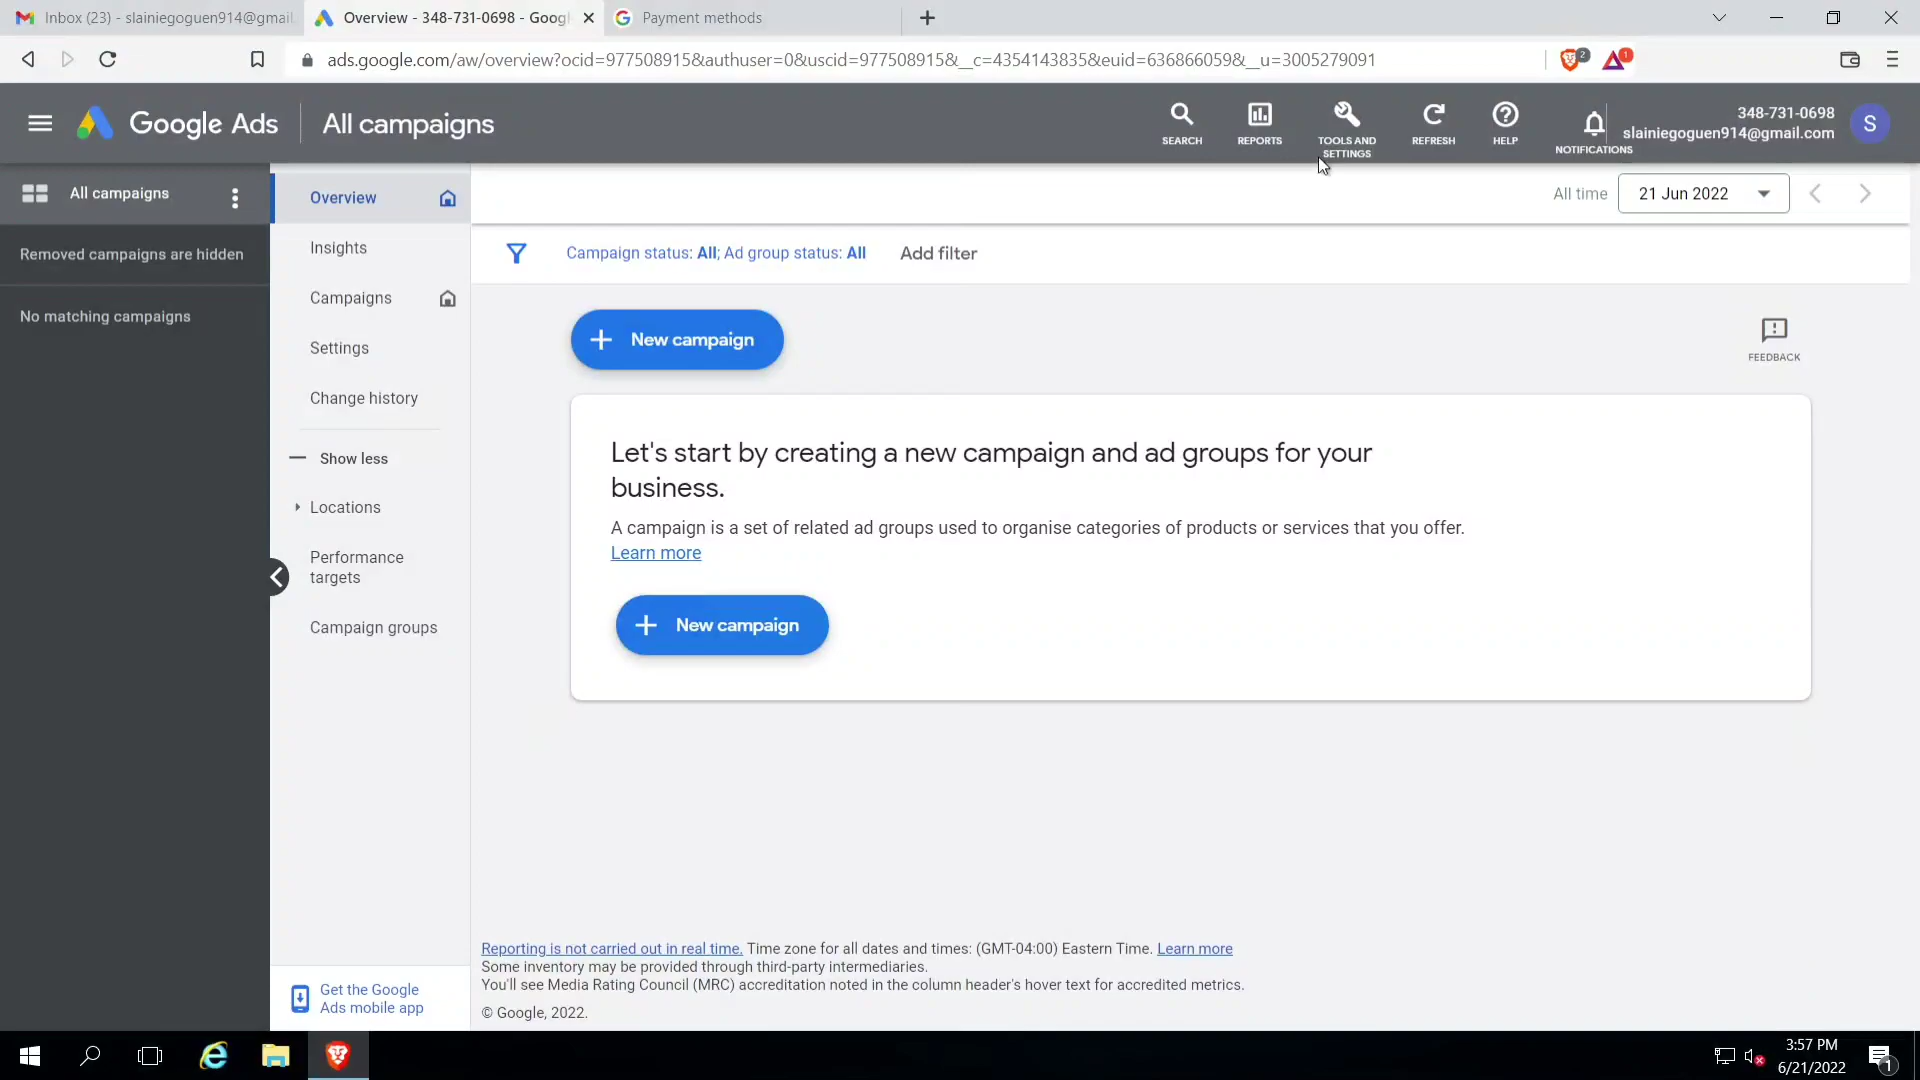 Inbox (23) - slainiegoguen914@gmail
Overview - 348-731-0698 - Goog
Payment methods
ads.google.com/aw/overview?ocid=977508915&authuser=0&uscid=977508915&__c=4354143835&euid=636866059&__u=3005279091
2
1
Google Ads
All campaigns
SEARCH
REPORTS
TOOLS AND
SETTINGS
REFRESH
HELP
NOTIFICATIONS
348-731-0698
slainiegoguen914@gmail.com
S
All campaigns
Removed campaigns are hidden
No matching campaigns
Overview
Insights
Campaigns
Settings
Change history
Show less
Locations
Performance
targets
Campaign groups
Get the Google
Ads mobile app
All time
21 Jun 2022
Campaign status: All; Ad group status: All
Add filter
New campaign
FEEDBACK
Let's start by creating a new campaign and ad groups for your
business.
A campaign is a set of related ad groups used to organise categories of products or services that you offer.
Learn more
New campaign
Reporting is not carried out in real time. Time zone for all dates and times: (GMT-04:00) Eastern Time. Learn more
Some inventory may be provided through third-party intermediaries.
You'll see Media Rating Council (MRC) accreditation noted in the column header's hover text for accredited metrics.
© Google, 2022.
3:57 PM
6/21/2022
1